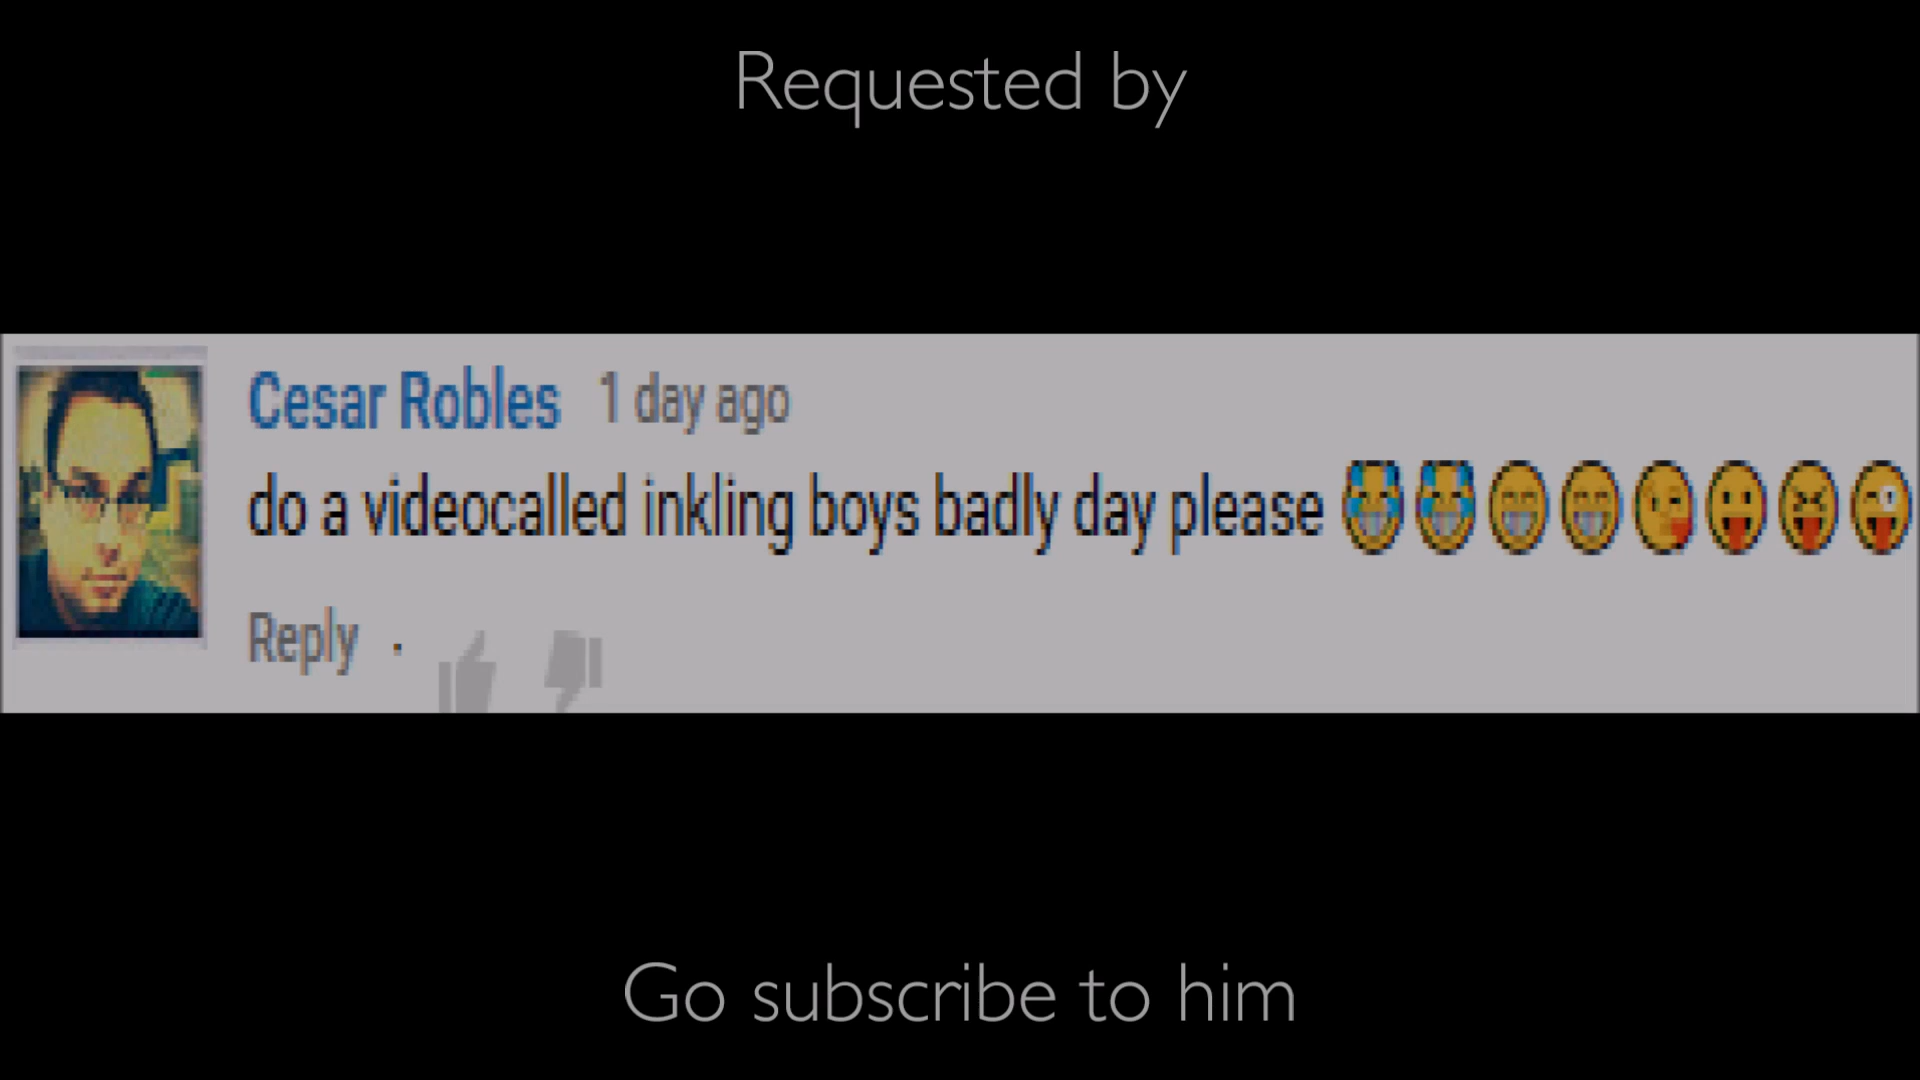 Requested by
Cesar Robles 1 day ago
do a videocalled inkling boys badly day please 😂😂😁😁😘😛😝😜
Reply ·
Go subscribe to him